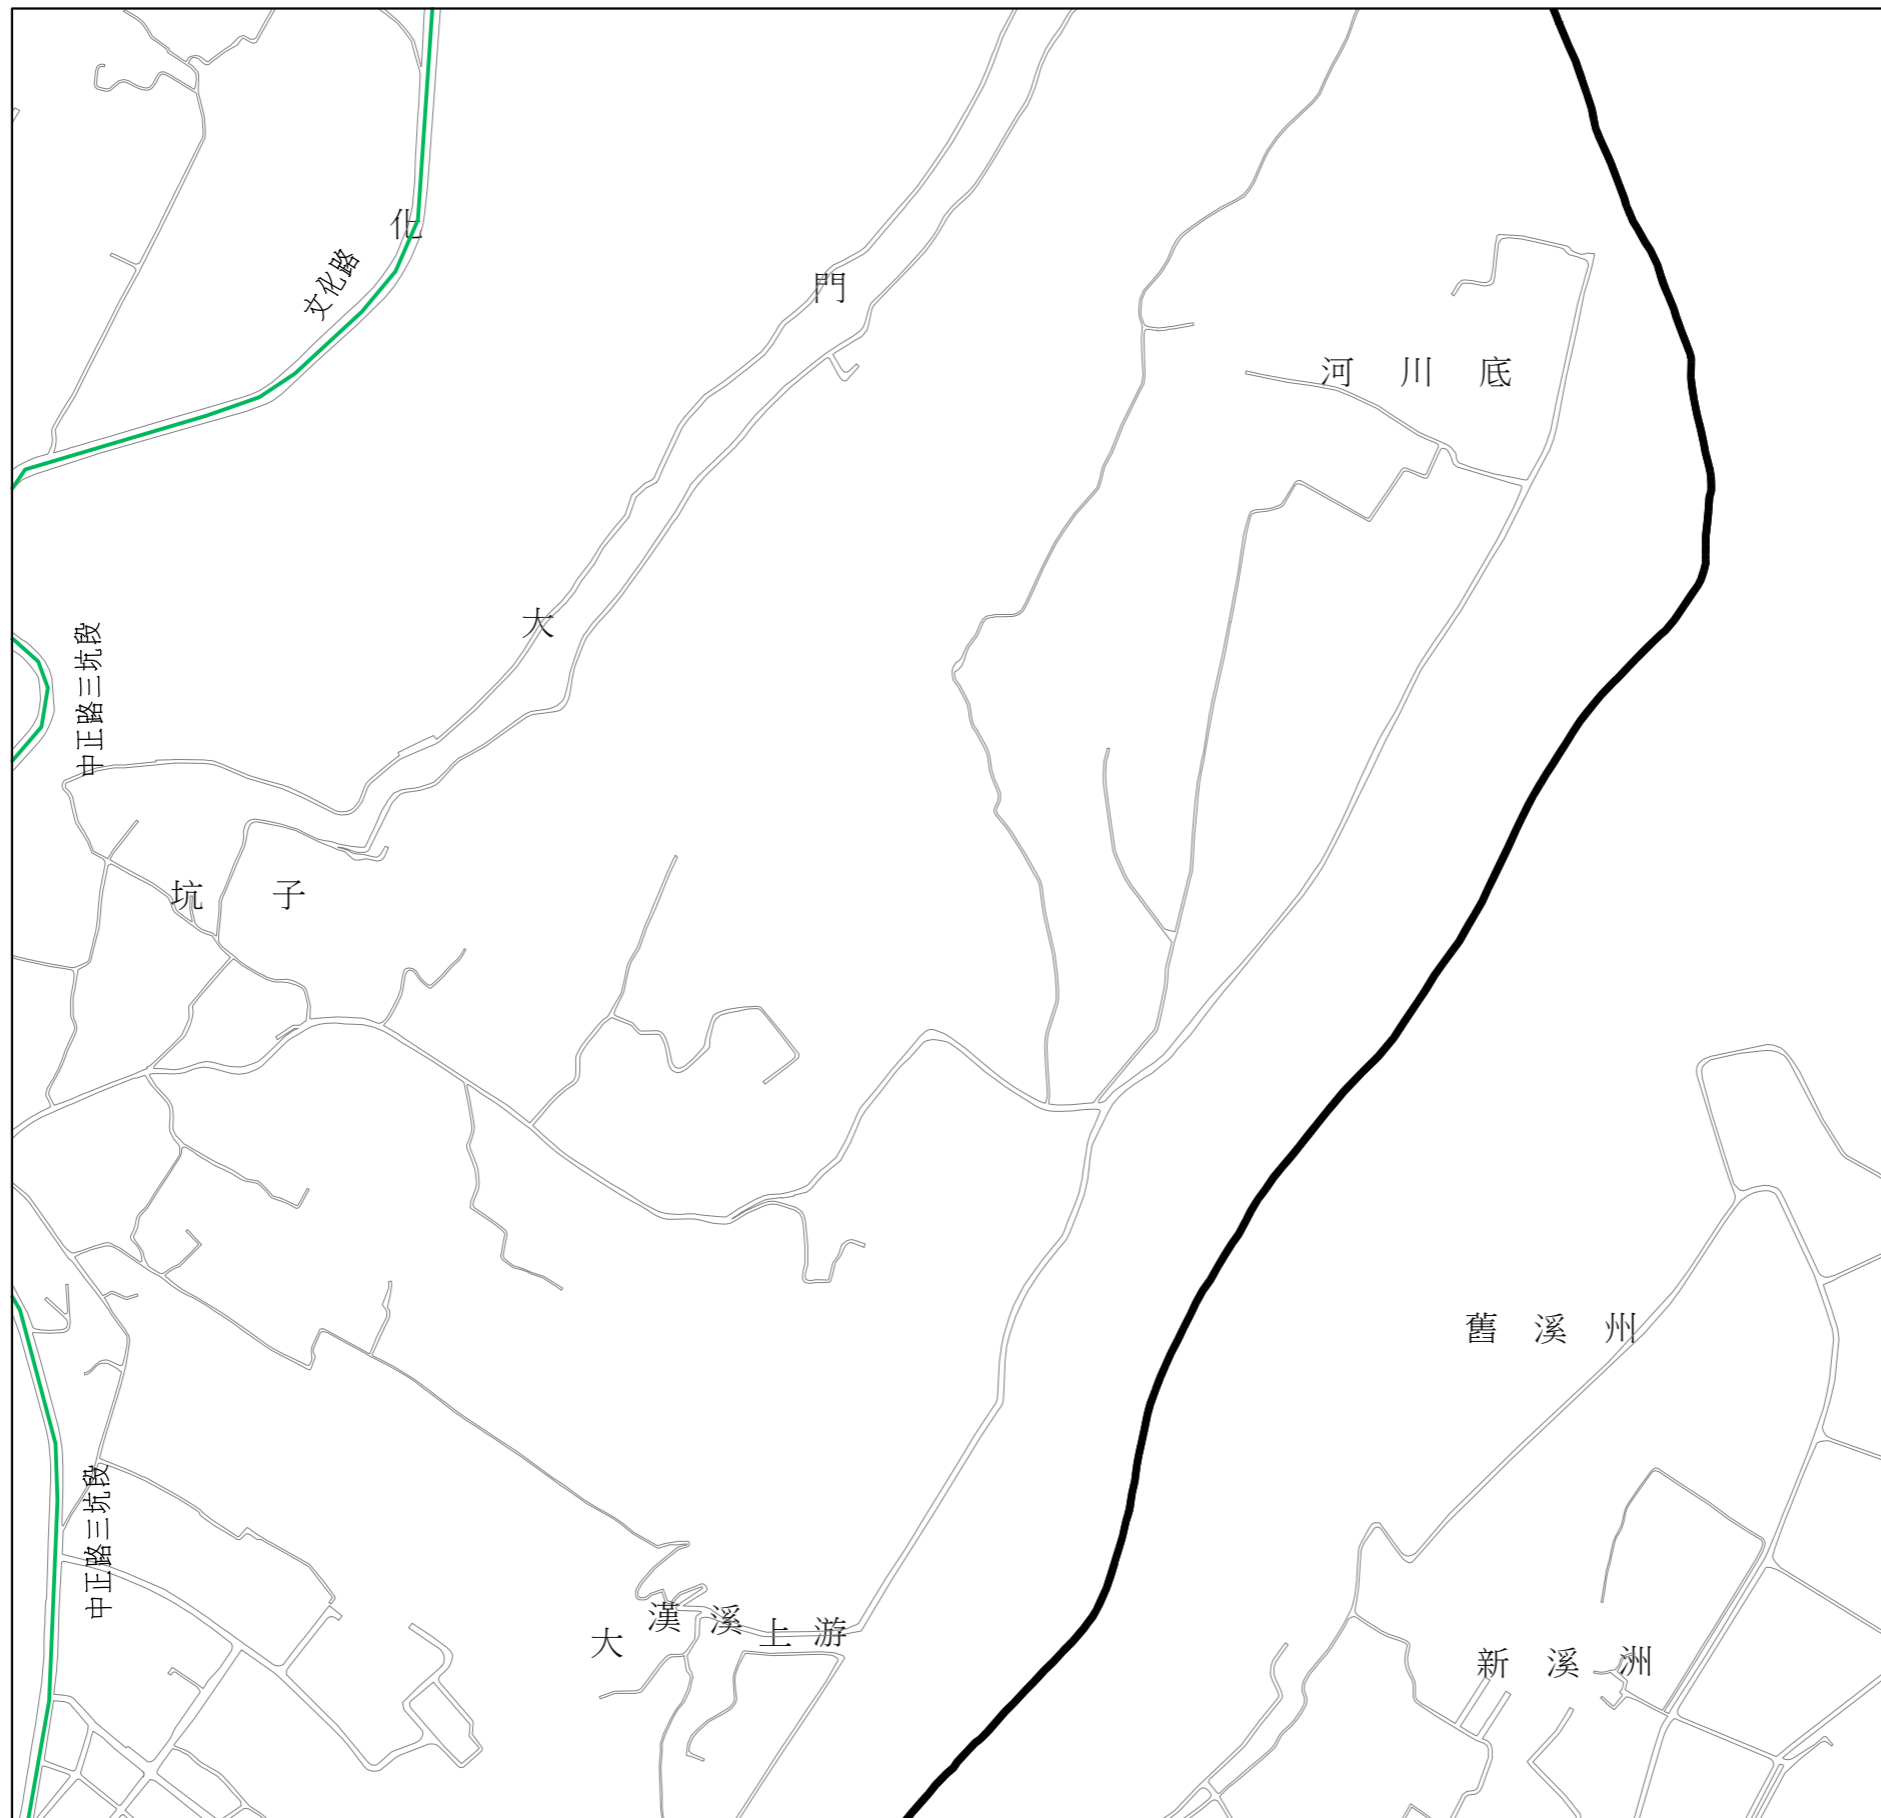 化
文化路
門
河川底
大
中正路三坑段
坑子
舊溪州
中正路三坑段
大漢溪上游
新溪洲